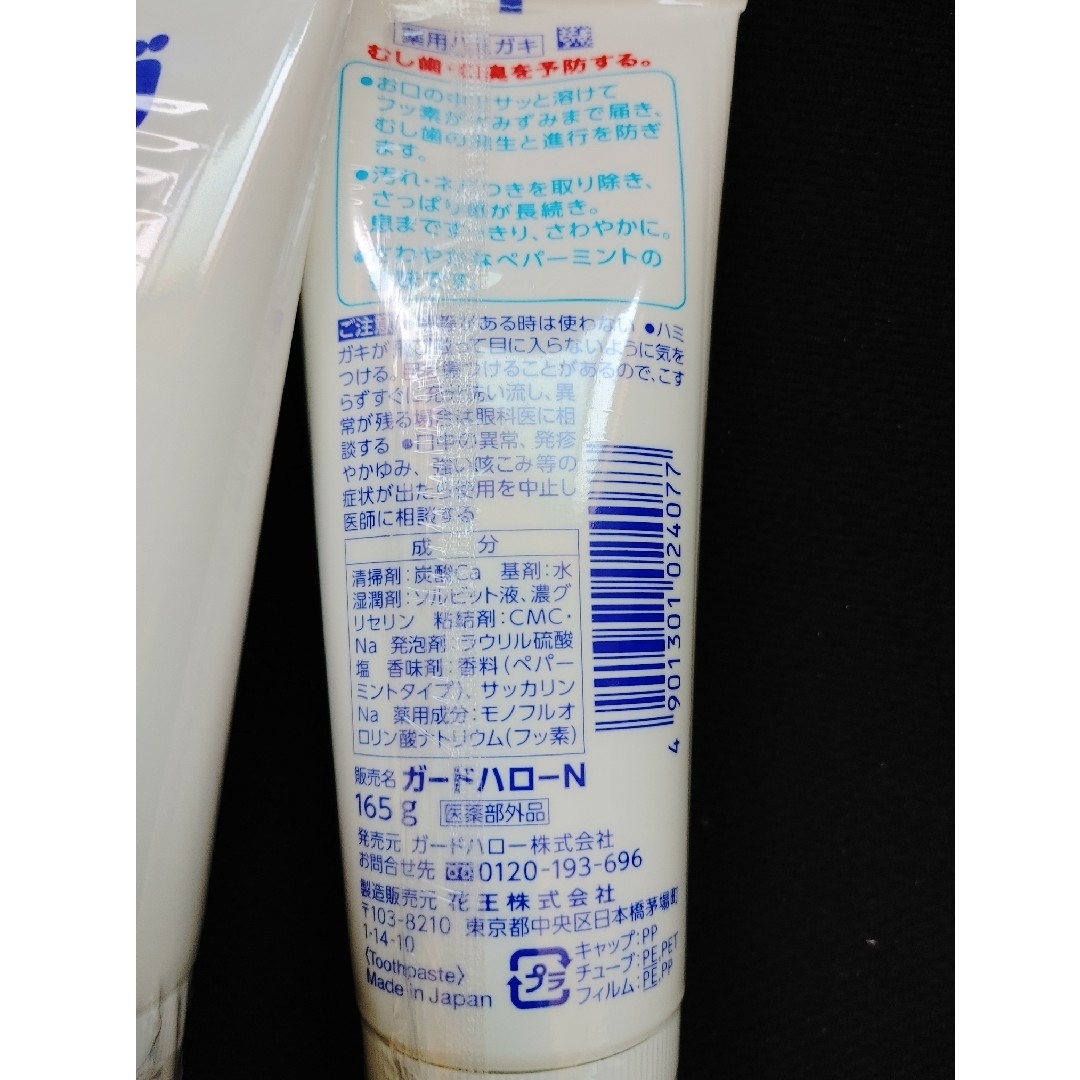 薬用ハミガキ
むし歯・口臭を予防する。
●お口の中でサッと溶けて
フッ素がすみずみまで届き、
むし歯の発生と進行を防ぎ
ます。
●汚れ・ネバつきを取り除き、
さっぱり感が長続き。
息まですっきり、さわやかに。
●さわやかなペパーミントの
ご注意 がある時は使わない ●ハミ
ガキが って目に入らないように気を
つける。 つけることがあるので、こす
らずすぐに充分洗い流し、異
常が残る場合は眼科医に相
談する ●口中の異常、発疹
やかゆみ、強い咳こみ等の
症状が出たら使用を中止し
医師に相談する
成 分
清掃剤：炭酸Ca 基剤：水
湿潤剤：ソルビット液、濃グ
リセリン 粘結剤：CMC・
Na 発泡剤：ラウリル硫酸
塩 香味剤：香料（ペパー
ミントタイプ）、サッカリン
Na 薬用成分：モノフルオ
ロリン酸ナトリウム（フッ素）
4 901301 024077
販売名 ガードハローN
165g 医薬部外品
発売元 ガードハロー株式会社
お問合せ先 0120-193-696
製造販売元 花王株式会社
〒103-8210 東京都中央区日本橋茅場町
1-14-10
〈Toothpaste〉
Made in Japan
プラ
キャップ：PP
チューブ：PE,PET
フィルム：PE,PP